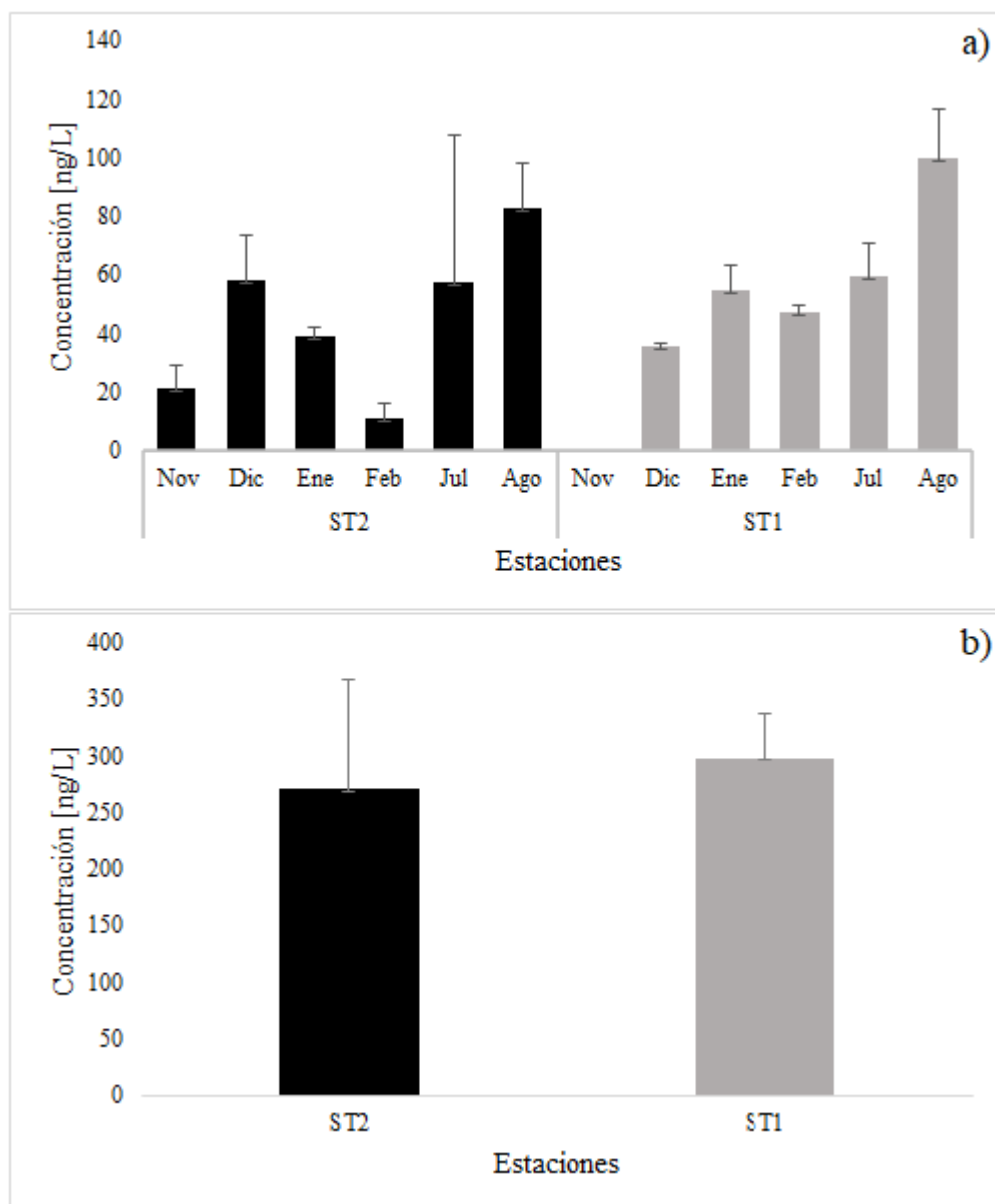 a)
140
120
100
80
60
40
20
0
Concentración [ng/L]
Nov Dic Ene Feb Jul Ago Nov Dic Ene Feb Jul Ago
ST2 ST1
Estaciones
b)
400
350
300
250
200
150
100
50
0
Concentración [ng/L]
ST2 ST1
Estaciones